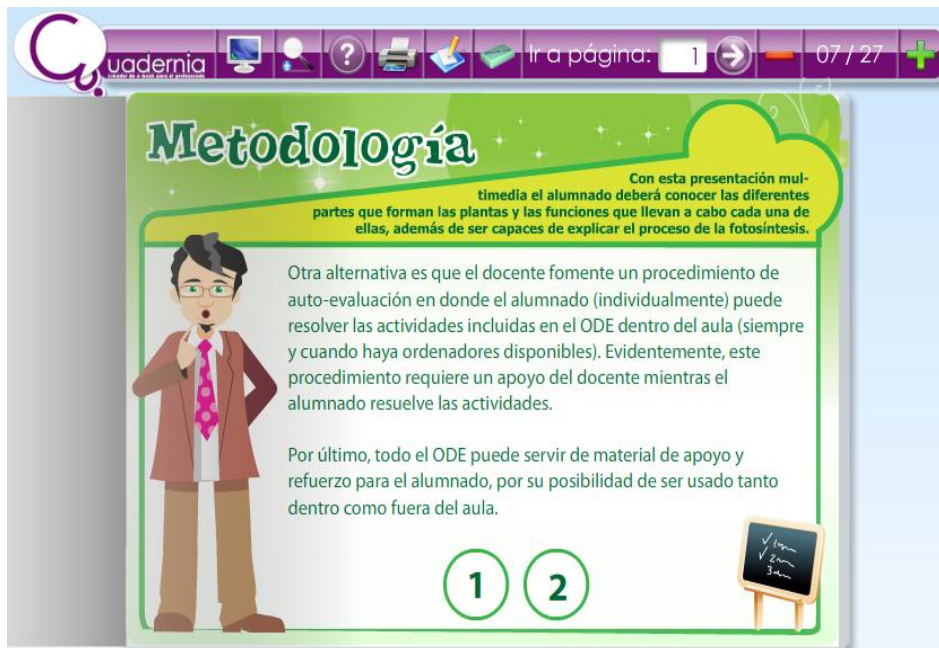 Cuadernia
Ir a página: 1 07 / 27
Metodología
Con esta presentación mul-
timedia el alumnado deberá conocer las diferentes
partes que forman las plantas y las funciones que llevan a cabo cada una de
ellas, además de ser capaces de explicar el proceso de la fotosíntesis.
Otra alternativa es que el docente fomente un procedimiento de
auto-evaluación en donde el alumnado (individualmente) puede
resolver las actividades incluidas en el ODE dentro del aula (siempre
y cuando haya ordenadores disponibles). Evidentemente, este
procedimiento requiere un apoyo del docente mientras el
alumnado resuelve las actividades.
Por último, todo el ODE puede servir de material de apoyo y
refuerzo para el alumnado, por su posibilidad de ser usado tanto
dentro como fuera del aula.
1 2